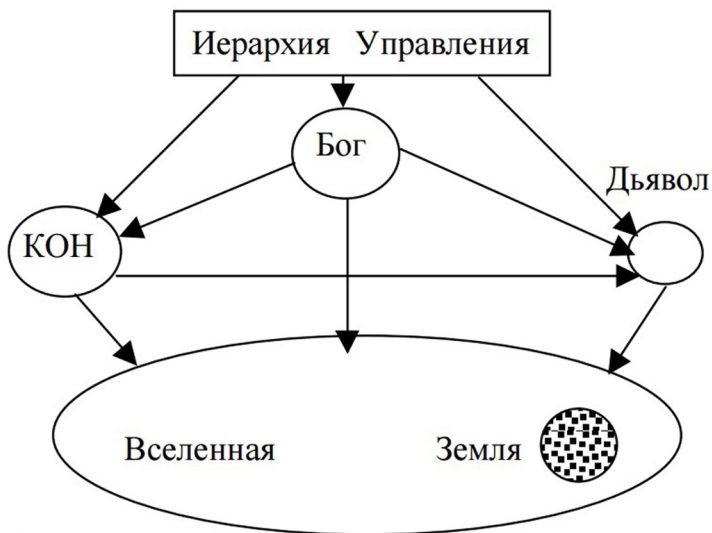 Иерархия Управления
Бог
Дьявол
КОН
Вселенная
Земля